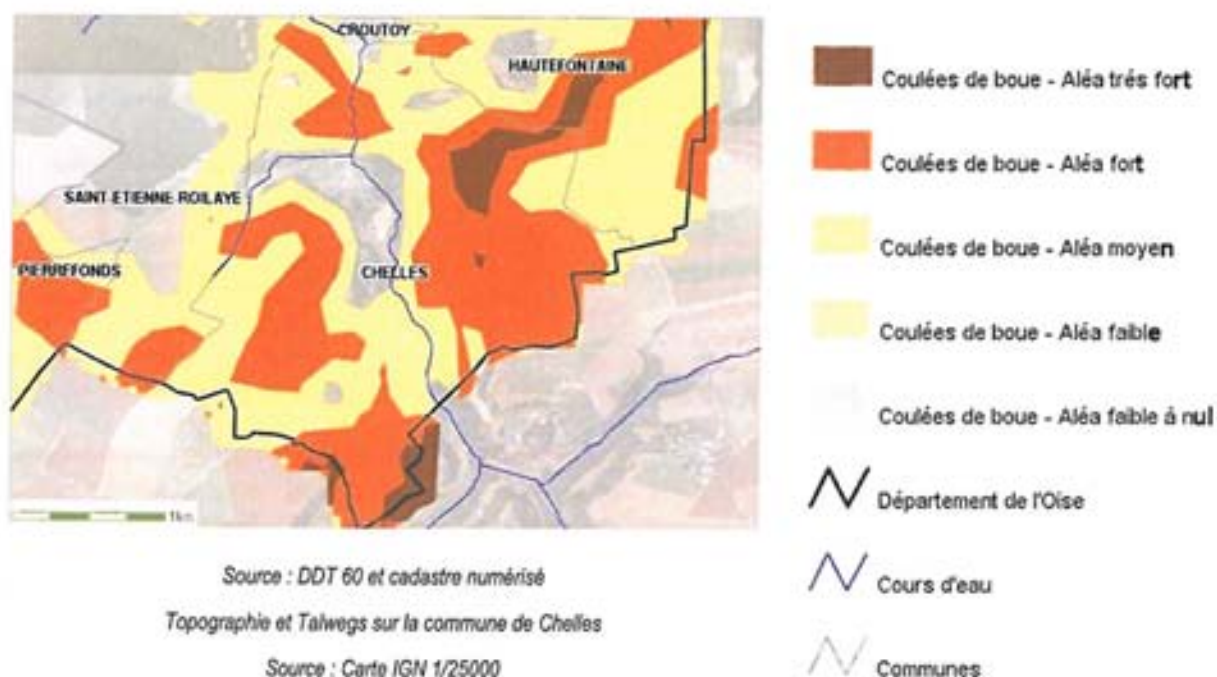 CROUTOY
HAUTEFONTAINE
SAINT-ETIENNE-ROILAYE
PIERREFONDS
CHELLES
1km
Coulées de boue - Aléa trés fort
Coulées de boue - Aléa fort
Coulées de boue - Aléa moyen
Coulées de boue - Aléa faible
Coulées de boue - Aléa faible á nul
Département de l'Oise
Cours d'eau
Communes
Source : DDT 60 et cadastre numérisé
Topographie et Talwegs sur la commune de Chelles
Source : Carte IGN 1/25000